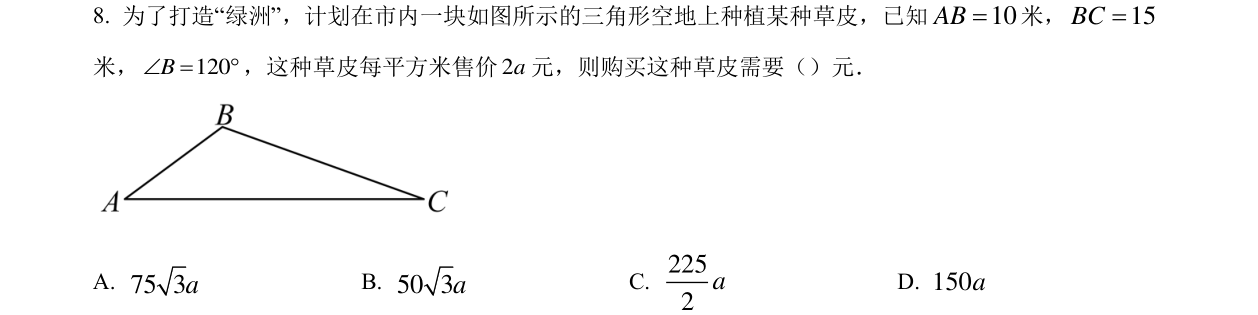 8. 为了打造“绿洲”，计划在市内一块如图所示的三角形空地上种植某种草皮，已知 AB = 10 米， BC = 15
米， ∠B = 120° ，这种草皮每平方米售价 2a 元，则购买这种草皮需要（）元．
B
A
C
A. 75√3a B. 50√3a C. 225/2 a D. 150a